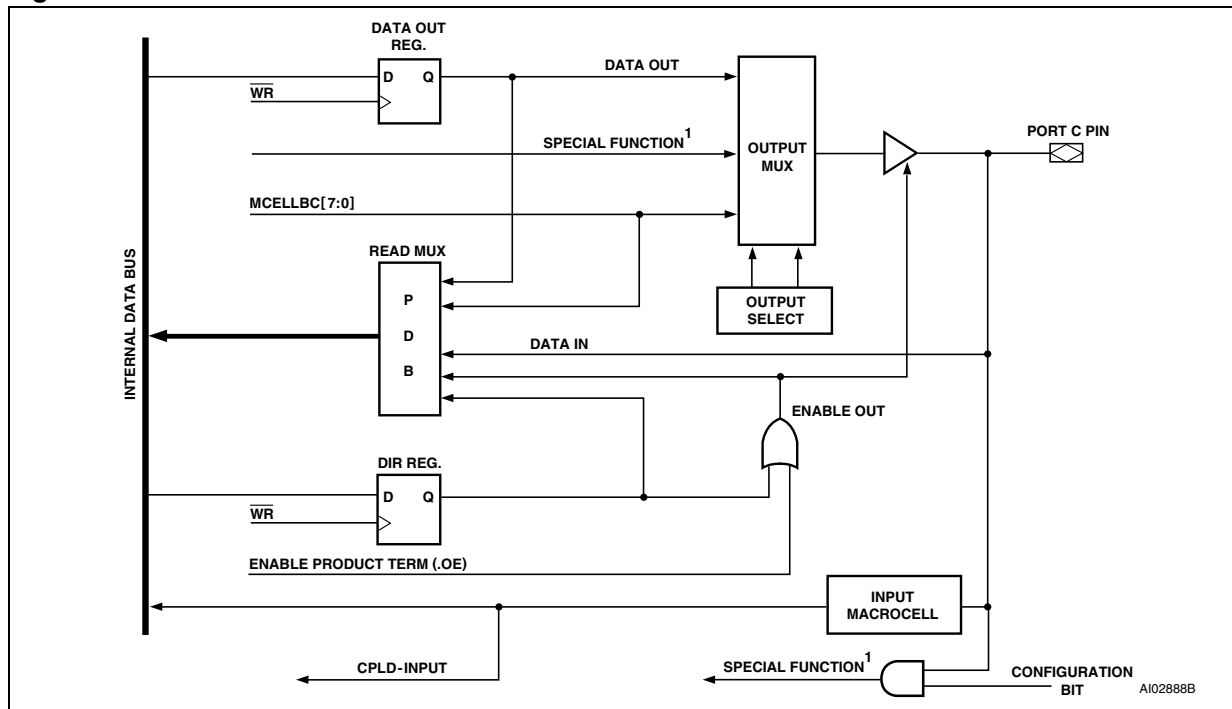 DATA OUT
REG.
D Q
DATA OUT
WR
PORT C PIN
SPECIAL FUNCTION1
OUTPUT
MUX
MCELLBC[7:0]
READ MUX
P
D
B
OUTPUT
SELECT
INTERNAL DATA BUS
DATA IN
ENABLE OUT
DIR REG.
D Q
WR
ENABLE PRODUCT TERM (.OE)
INPUT
MACROCELL
CPLD-INPUT
SPECIAL FUNCTION1
CONFIGURATION
BIT
AI02888B